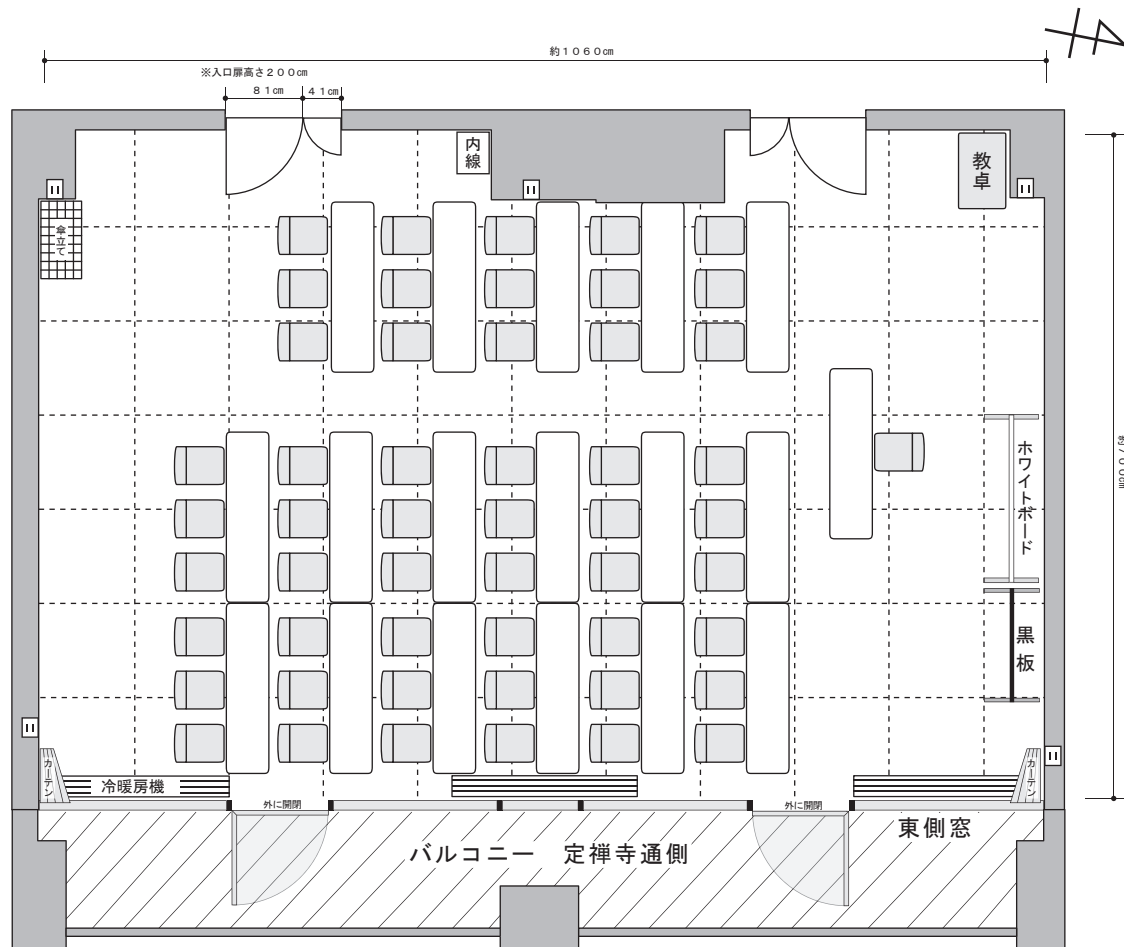 約１０６０㎝
※入口扉高さ２００㎝
８１㎝
４１㎝
内線
教卓
傘立て
ホワイトボード
黒板
カーテン
冷暖房機
カーテン
外に開閉
外に開閉
東側窓
バルコニー　定禅寺通側